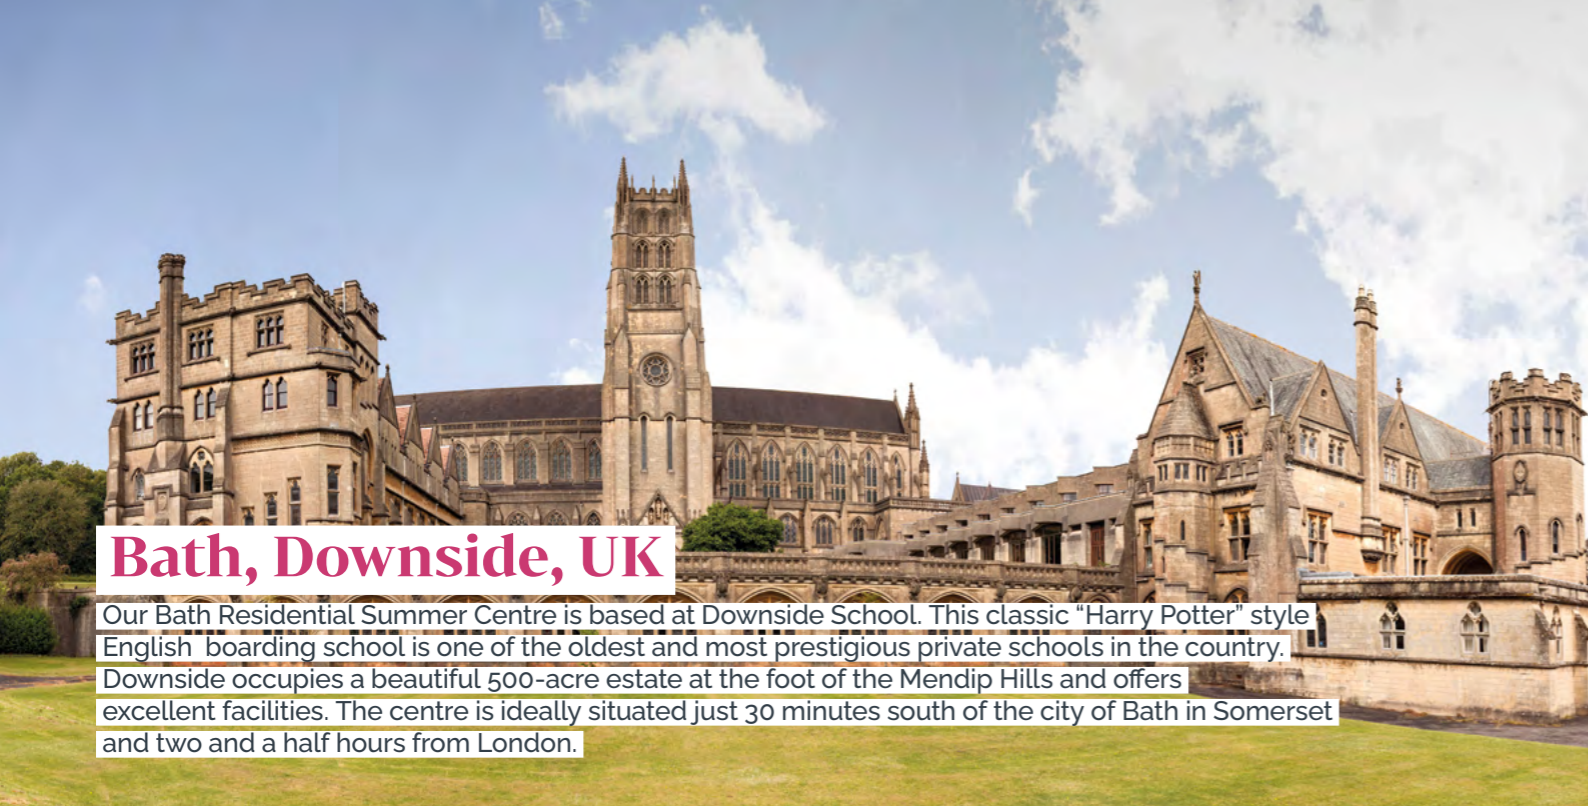 Bath, Downside, UK
Our Bath Residential Summer Centre is based at Downside School. This classic “Harry Potter” style
English  boarding school is one of the oldest and most prestigious private schools in the country.
Downside occupies a beautiful 500-acre estate at the foot of the Mendip Hills and offers
excellent facilities. The centre is ideally situated just 30 minutes south of the city of Bath in Somerset
and two and a half hours from London.